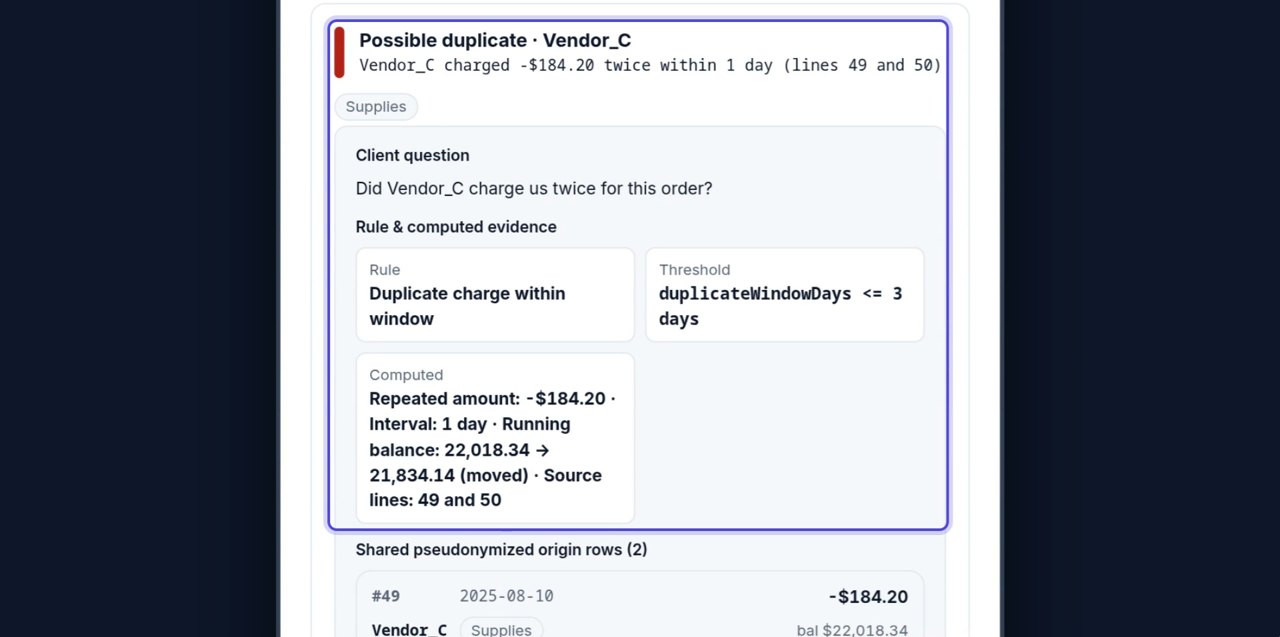 Possible duplicate · Vendor_C
Vendor_C charged -$184.20 twice within 1 day (lines 49 and 50)
Supplies
Client question
Did Vendor_C charge us twice for this order?
Rule & computed evidence
Rule
Duplicate charge within
window
Threshold
duplicateWindowDays <= 3
days
Computed
Repeated amount: -$184.20 ·
Interval: 1 day · Running
balance: 22,018.34 →
21,834.14 (moved) · Source
lines: 49 and 50
Shared pseudonymized origin rows (2)
#49 2025-08-10 -$184.20
Vendor_C Supplies bal $22,018.34